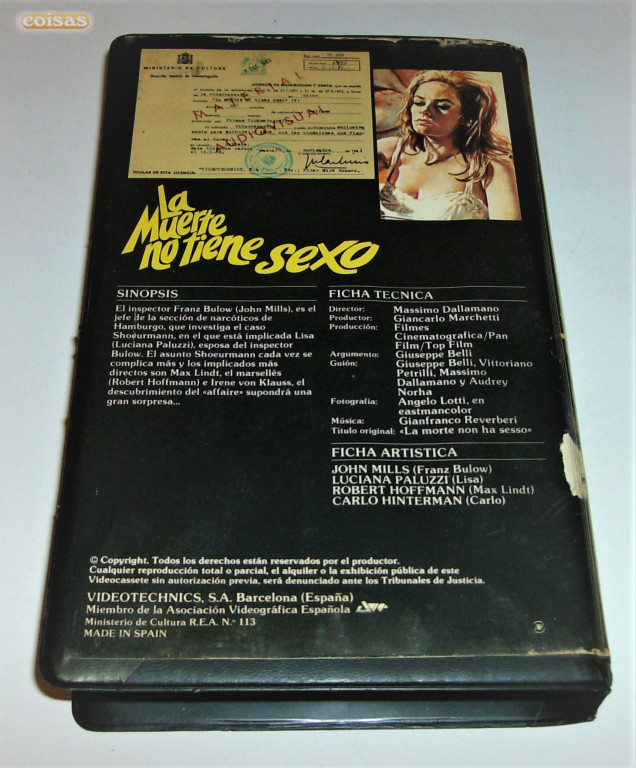 coisas
MINISTERIO DE CULTURA
MATERIAL
AUDIOVISUAL
La
Muerte
no tiene sexo
SINOPSIS
El inspector Franz Bulow (John Mills), es el
jefe de la sección de narcóticos de
Hamburgo, que investiga el caso
Shoeurmann, en el que está implicada Lisa
(Luciana Paluzzi), esposa del inspector
Bulow. El asunto Shoeurmann cada vez se
complica más y los implicados más
directos son Max Lindt, el marsellés
(Robert Hoffmann) e Irene von Klauss, el
descubrimiento del «affaire» supondrá una
gran sorpresa...
FICHA TECNICA
Director: Massimo Dallamano
Productor: Giancarlo Marchetti
Producción: Filmes
Cinematografica/Pan
Film/Top Film
Argumento: Giuseppe Belli
Guión: Giuseppe Belli, Vittoriano
Petrilli, Massimo
Dallamano y Audrey
Norha
Fotografía: Angelo Lotti, en
eastmancolor
Música: Gianfranco Reverberi
Título original: «La morte non ha sesso»
FICHA ARTISTICA
JOHN MILLS (Franz Bulow)
LUCIANA PALUZZI (Lisa)
ROBERT HOFFMANN (Max Lindt)
CARLO HINTERMAN (Carlo)
© Copyright. Todos los derechos están reservados por el productor.
Cualquier reproducción total o parcial, el alquiler o la exhibición pública de este
Videocassete sin autorización previa, será denunciado ante los Tribunales de Justicia.
VIDEOTECHNICS, S.A. Barcelona (España)
Miembro de la Asociación Videográfica Española
Ministerio de Cultura R.E.A. N.º 113
MADE IN SPAIN